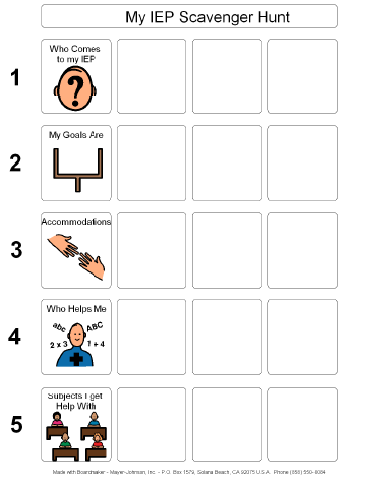 My IEP Scavenger Hunt
1
Who Comes
to my IEP
?
2
My Goals Are
3
Accommodations
4
Who Helps Me
abc ABC
2 x 3 1 + 4
5
Subjects I get
Help With
Made with Boardmaker - Mayer-Johnson, Inc. - P.O. Box 1579, Solana Beach, CA 92075 U.S.A. Phone (858) 550-0084